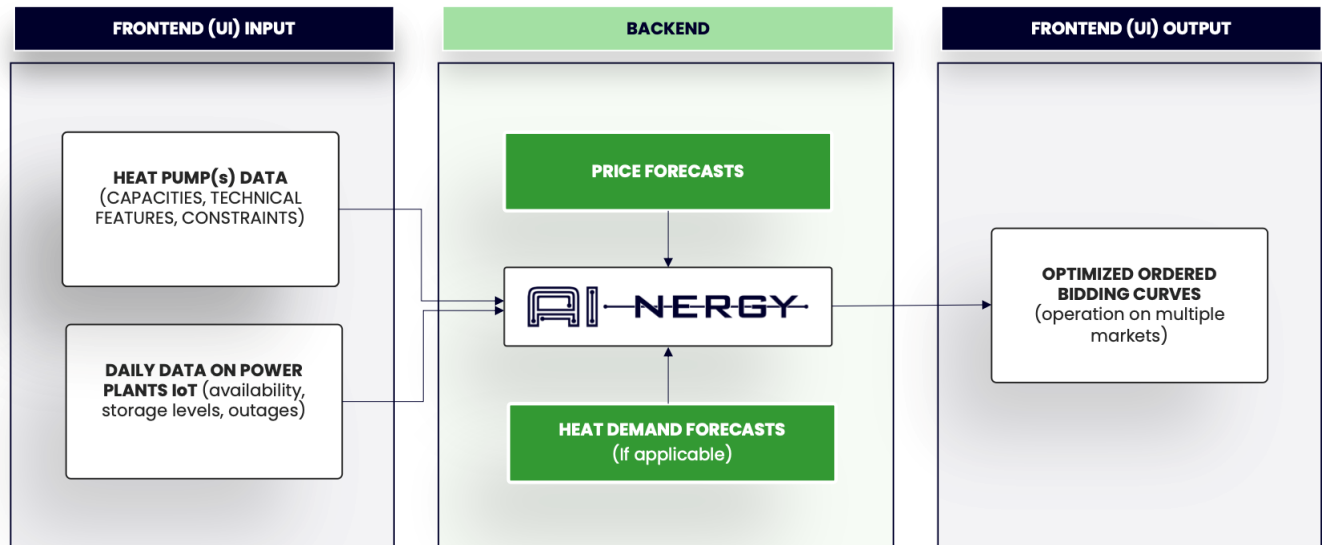 FRONTEND (UI) INPUT
BACKEND
FRONTEND (UI) OUTPUT
HEAT PUMP(s) DATA
(CAPACITIES, TECHNICAL
FEATURES, CONSTRAINTS)
DAILY DATA ON POWER
PLANTS IoT (availability,
storage levels, outages)
PRICE FORECASTS
AI NERGY
HEAT DEMAND FORECASTS
(If applicable)
OPTIMIZED ORDERED
BIDDING CURVES
(operation on multiple
markets)